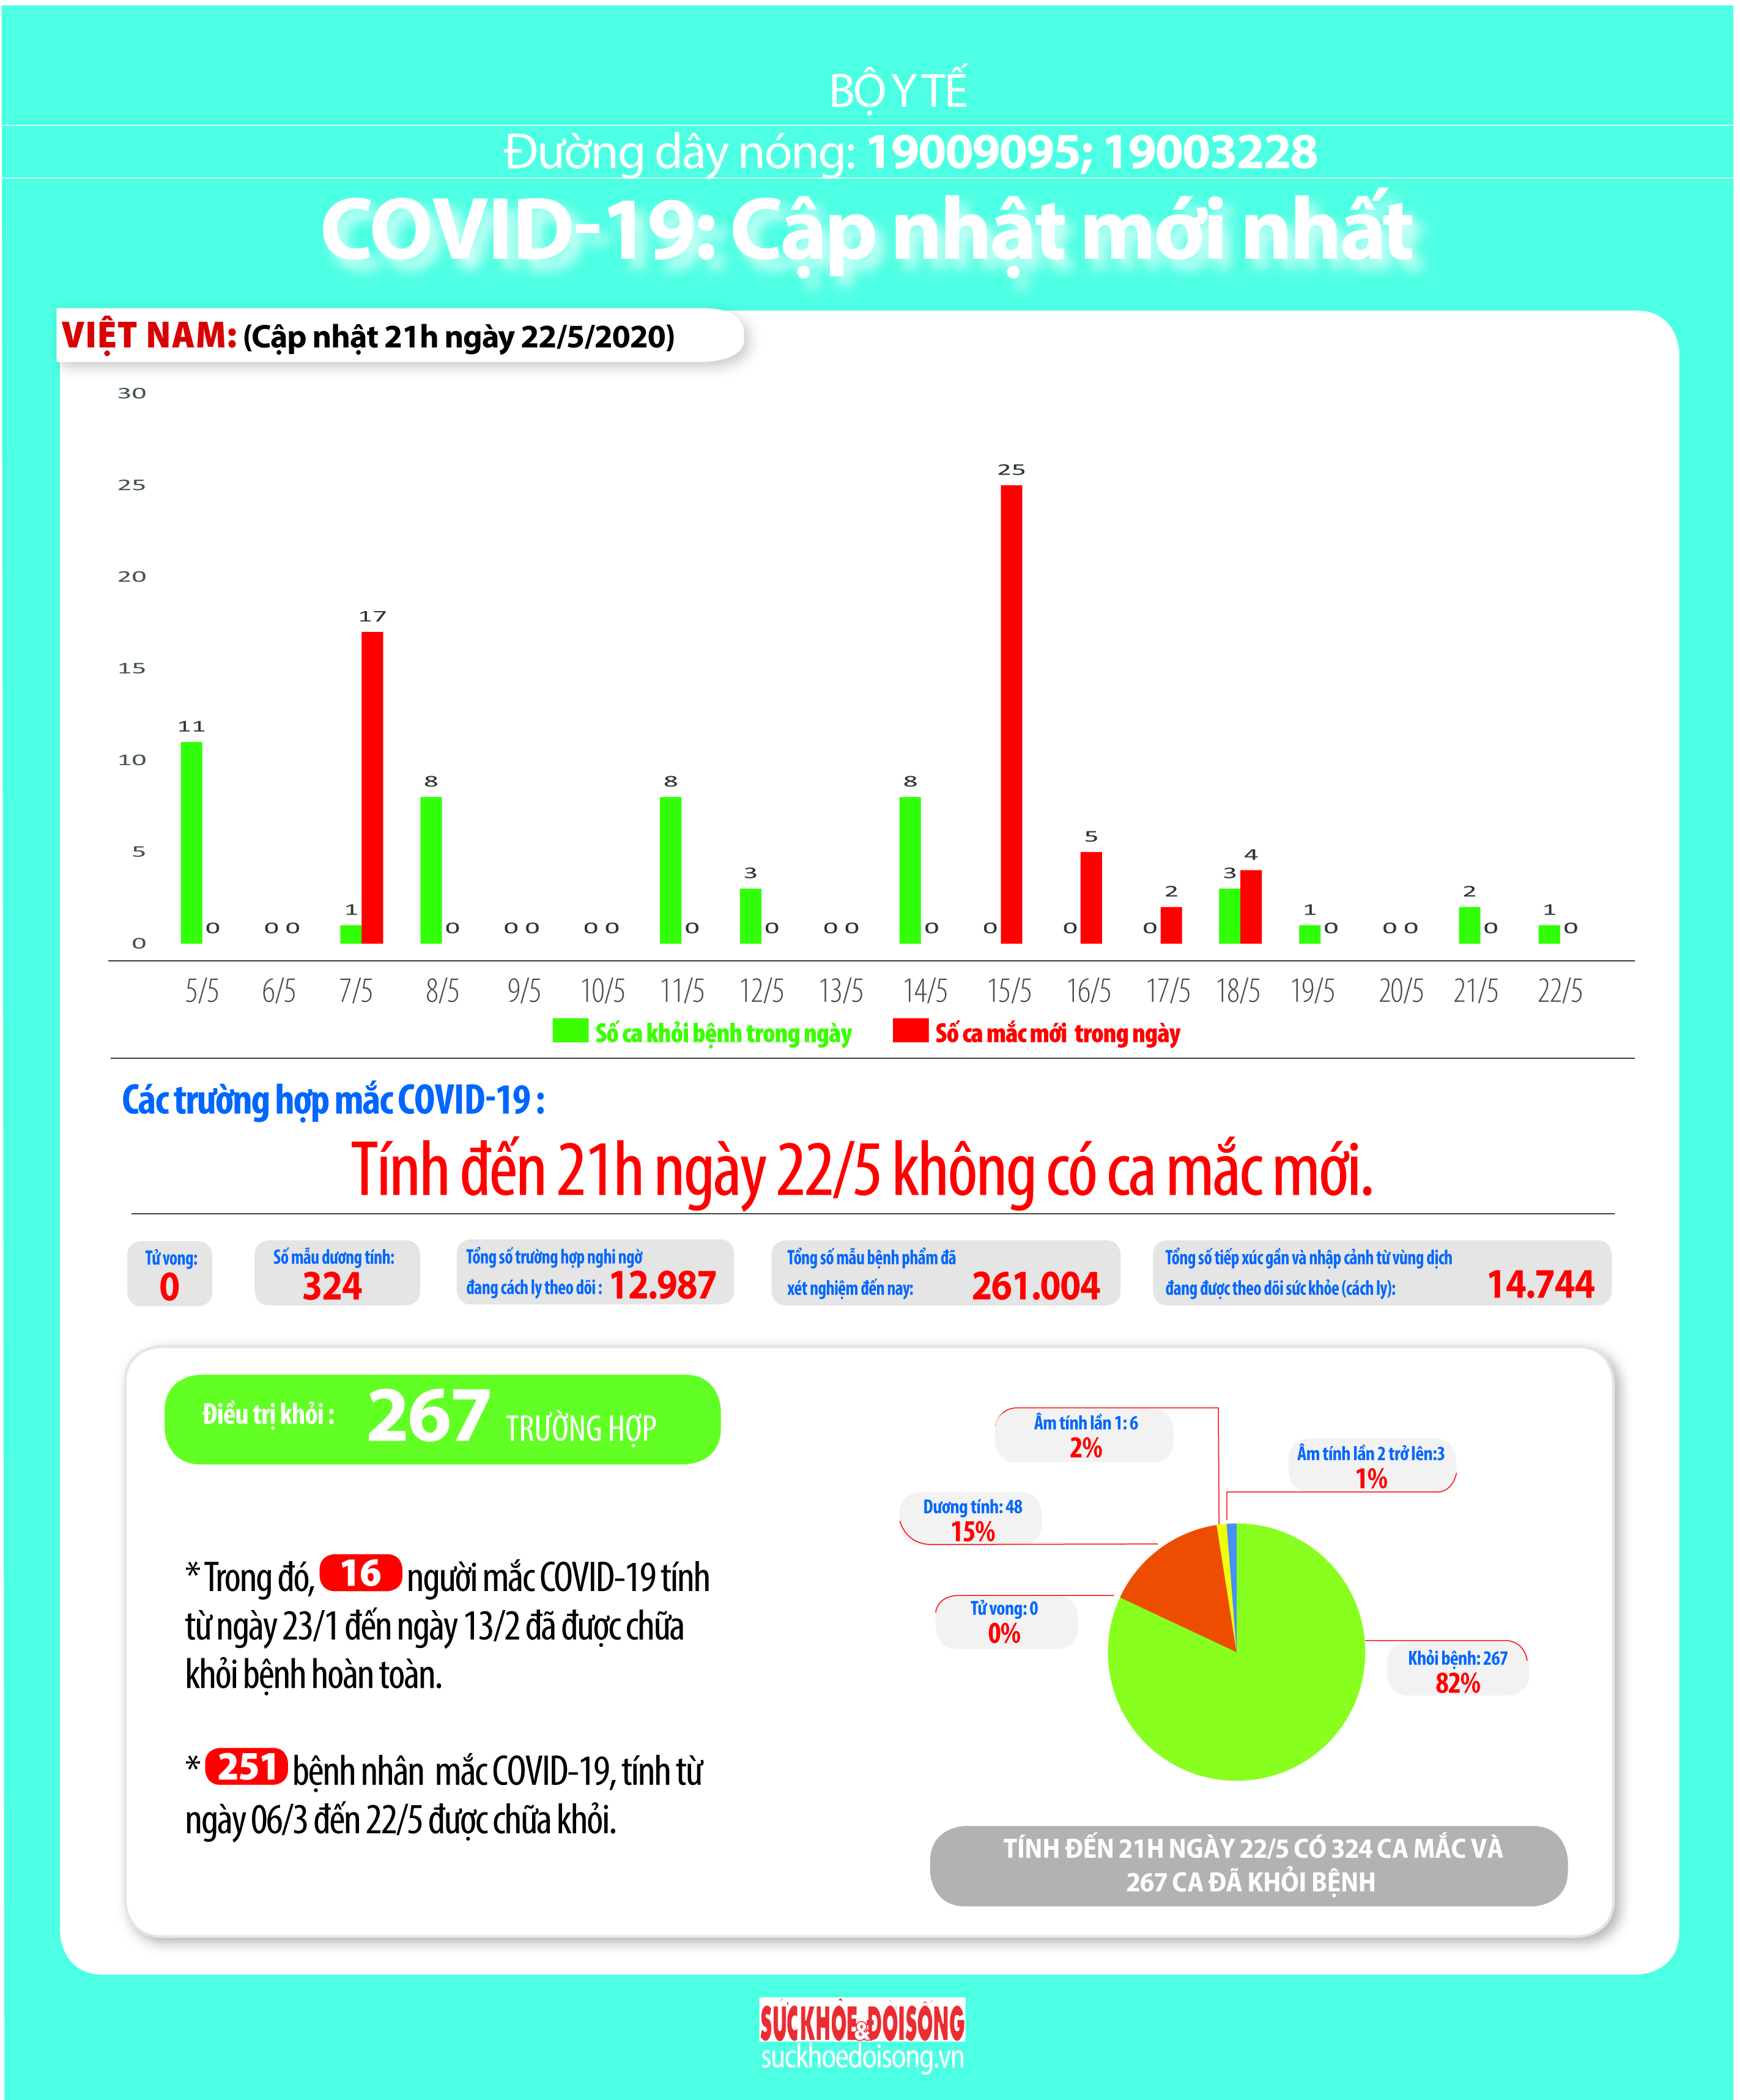 BỘ Y TẾ
Đường dây nóng: 19009095; 19003228
COVID-19: Cập nhật mới nhất
VIỆT NAM: (Cập nhật 21h ngày 22/5/2020)
30
25
20
15
10
5
0
11 0 0 0 1 17 8 0 0 0 0 0 8 0 3 0 0 0 8 0 0 25 0 5 0 2 3 4 1 0 0 0 2 0 1 0
5/5 6/5 7/5 8/5 9/5 10/5 11/5 12/5 13/5 14/5 15/5 16/5 17/5 18/5 19/5 20/5 21/5 22/5
Số ca khỏi bệnh trong ngày Số ca mắc mới trong ngày
Các trường hợp mắc COVID-19 :
Tính đến 21h ngày 22/5 không có ca mắc mới.
Tử vong:
0
Số mẫu dương tính:
324
Tổng số trường hợp nghi ngờ
đang cách ly theo dõi : 12.987
Tổng số mẫu bệnh phẩm đã
xét nghiệm đến nay: 261.004
Tổng số tiếp xúc gần và nhập cảnh từ vùng dịch
đang được theo dõi sức khỏe (cách ly): 14.744
Điều trị khỏi : 267 TRƯỜNG HỢP
* Trong đó, 16 người mắc COVID-19 tính
từ ngày 23/1 đến ngày 13/2 đã được chữa
khỏi bệnh hoàn toàn.
* 251 bệnh nhân mắc COVID-19, tính từ
ngày 06/3 đến 22/5 được chữa khỏi.
Âm tính lần 1: 6
2%
Âm tính lần 2 trở lên:3
1%
Dương tính: 48
15%
Tử vong: 0
0%
Khỏi bệnh: 267
82%
TÍNH ĐẾN 21H NGÀY 22/5 CÓ 324 CA MẮC VÀ
267 CA ĐÃ KHỎI BỆNH
SỨCKHỎE&ĐỜISỐNG
suckhoedoisong.vn